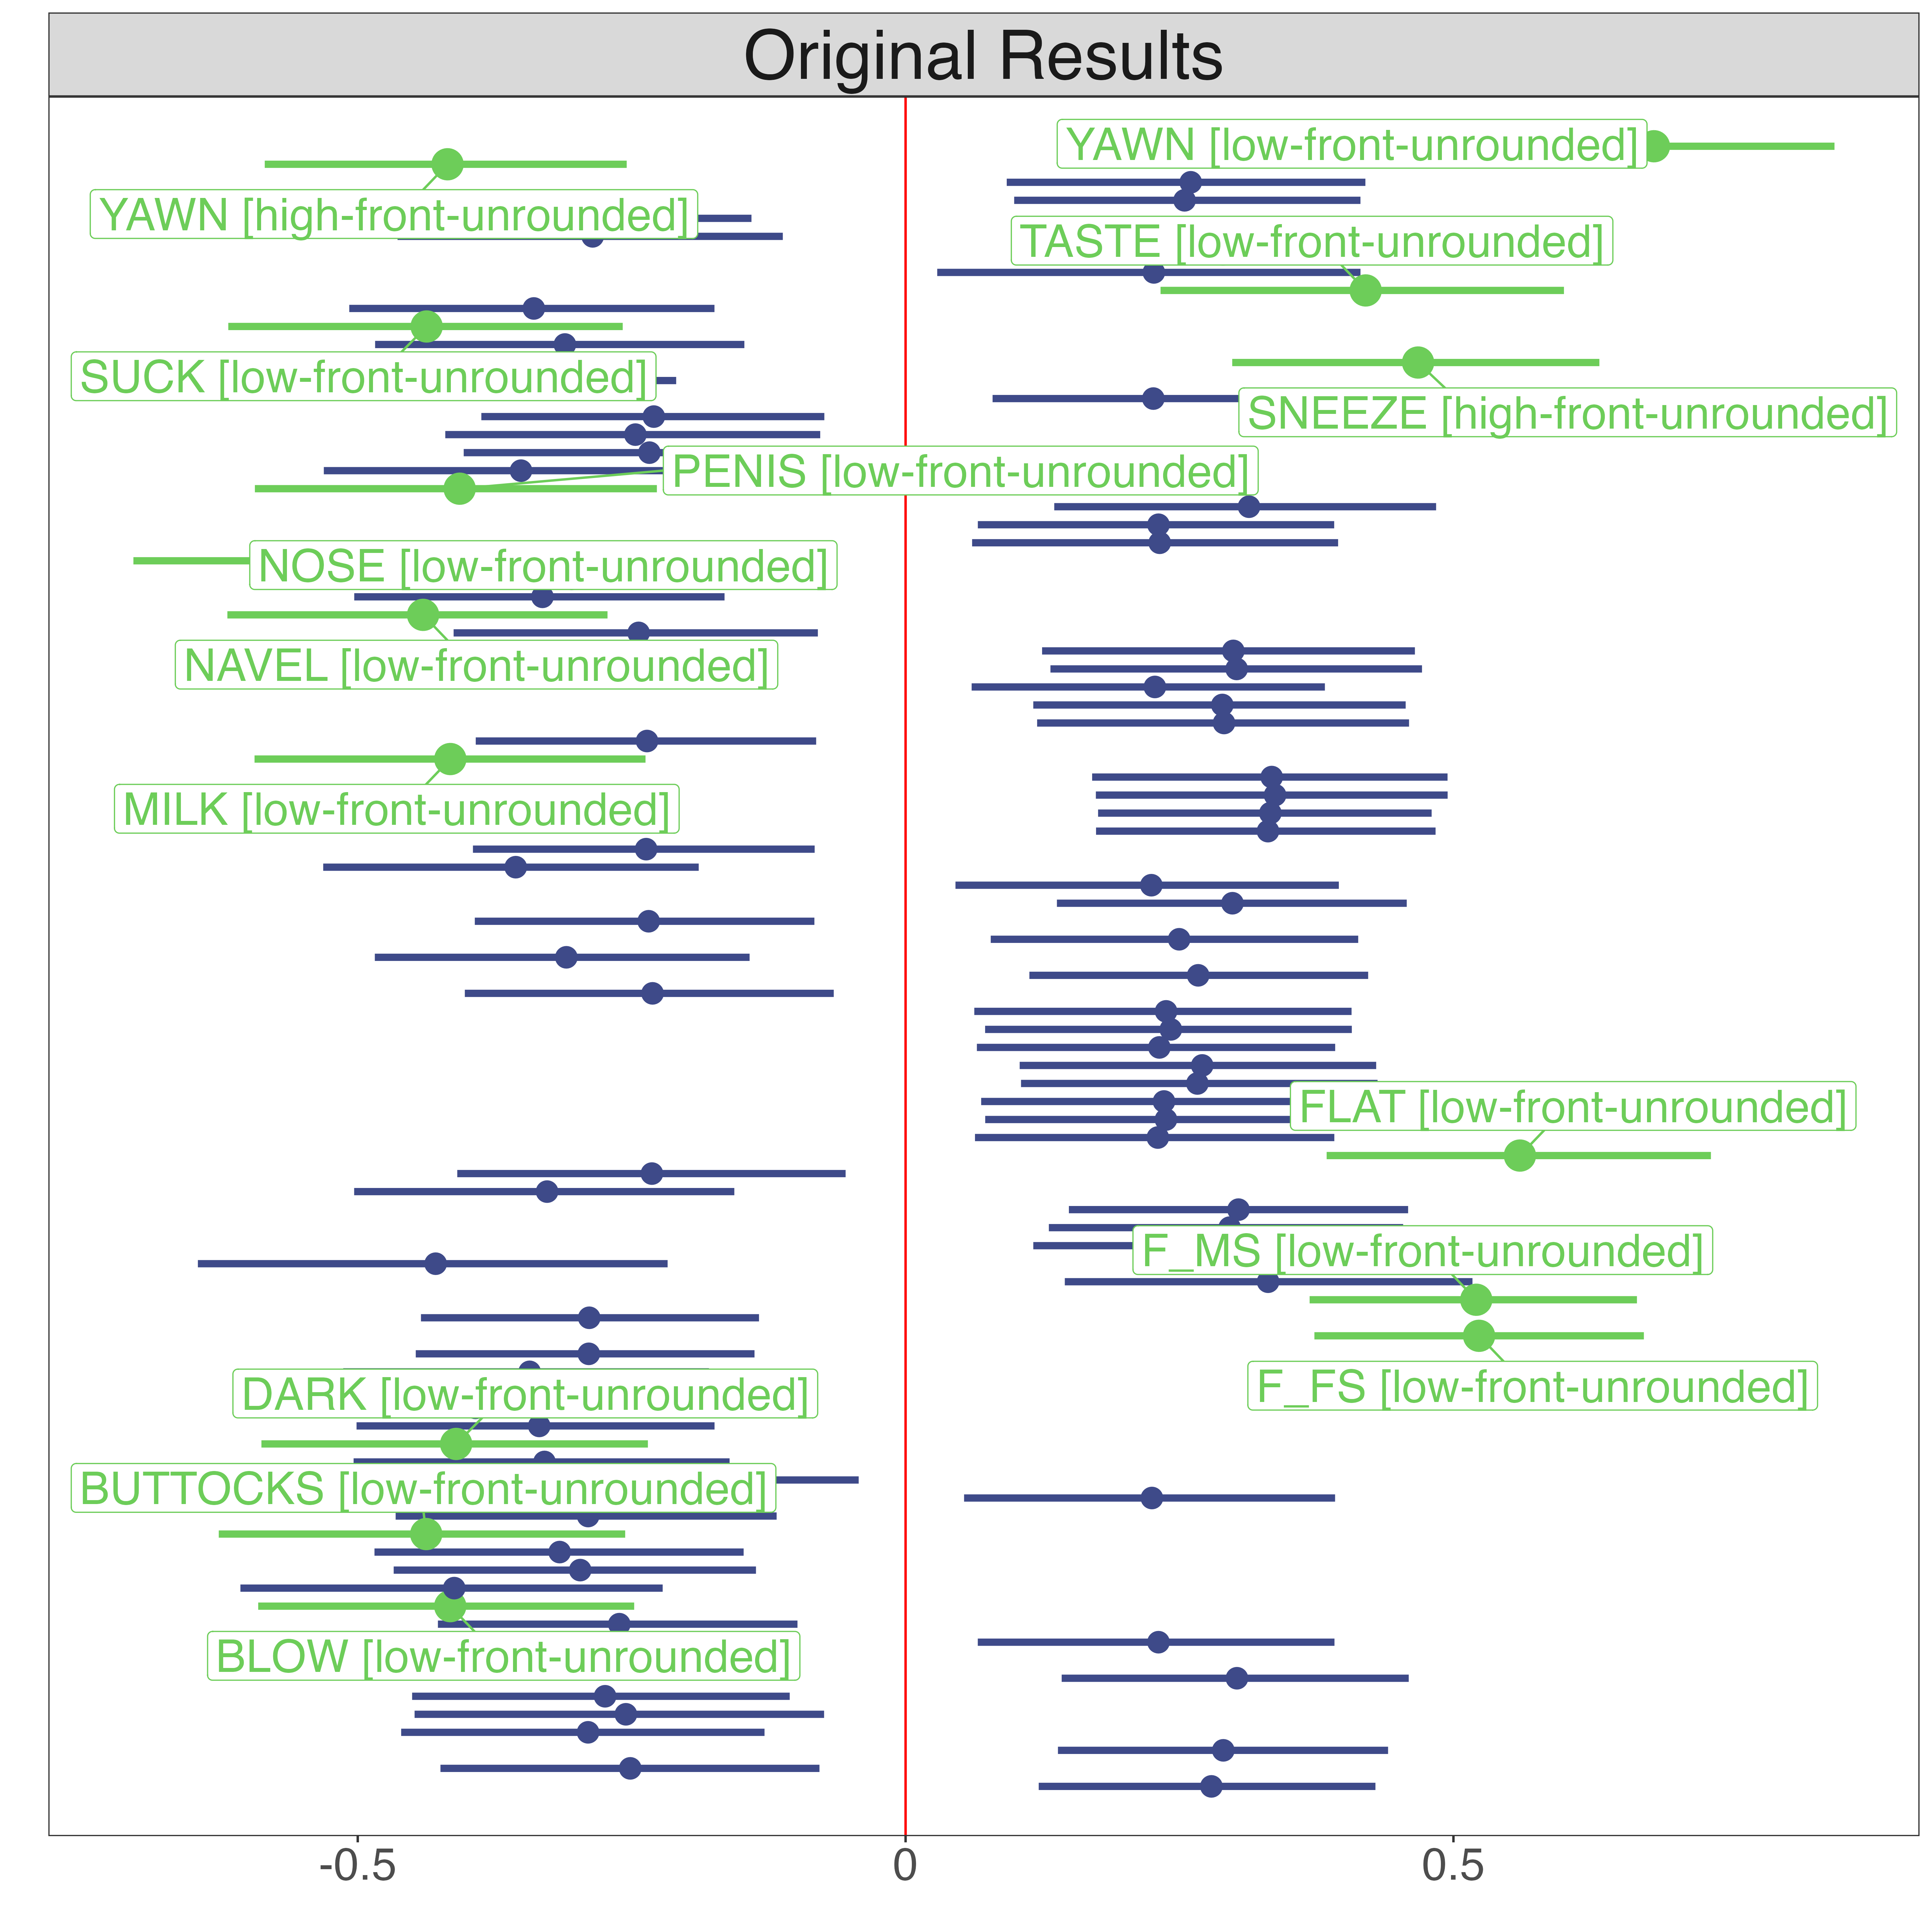 Original Results
YAWN [low-front-unrounded]
YAWN [high-front-unrounded]
TASTE [low-front-unrounded]
SUCK [low-front-unrounded]
SNEEZE [high-front-unrounded]
PENIS [low-front-unrounded]
NOSE [low-front-unrounded]
NAVEL [low-front-unrounded]
MILK [low-front-unrounded]
FLAT [low-front-unrounded]
F_MS [low-front-unrounded]
F_FS [low-front-unrounded]
DARK [low-front-unrounded]
BUTTOCKS [low-front-unrounded]
BLOW [low-front-unrounded]
-0.5 0 0.5